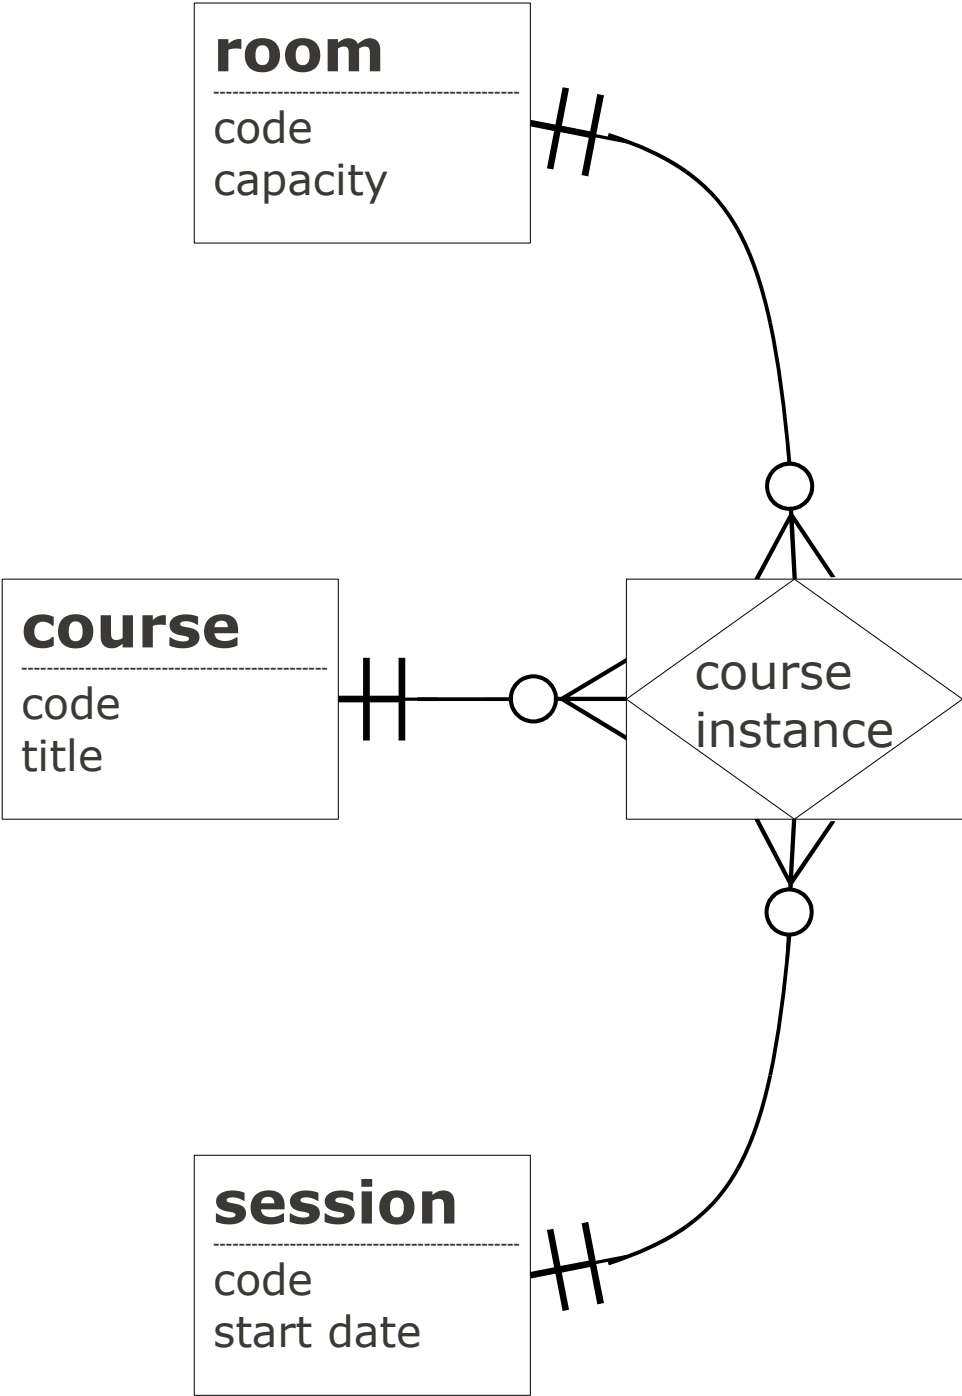 room
code
capacity
course
code
title
course
instance
session
code
start date